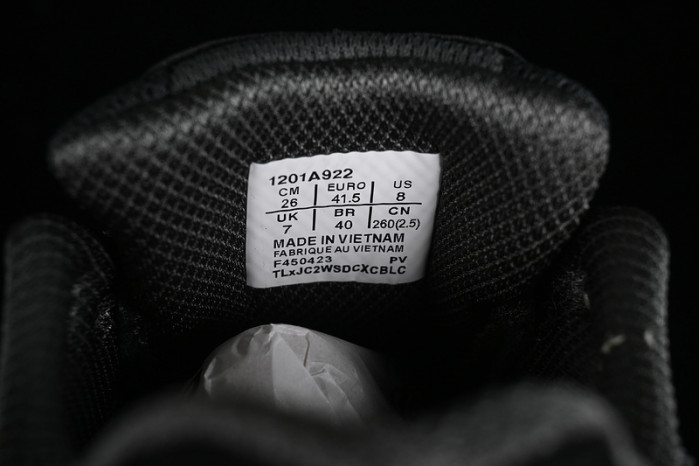 1201A922
CM EURO US
26 41.5 8
UK BR CN
7 40 260(2.5)
MADE IN VIETNAM
FABRIQUE AU VIETNAM
F450423 PV
TLxJC2WSDCXCBLC